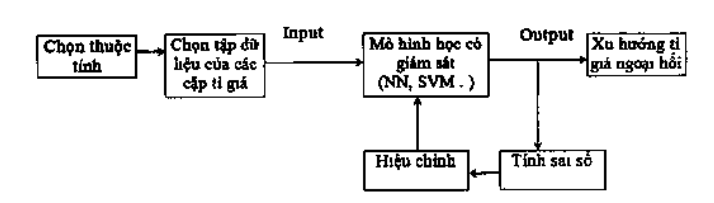 Chọn thuộc
tính
Chọn tập dữ
liệu của các
cặp tỉ giá
Input
Mô hình học có
giám sát
(NN, SVM . )
Output
Xu hướng tỉ
giá ngoại hối
Hiệu chỉnh
Tính sai số